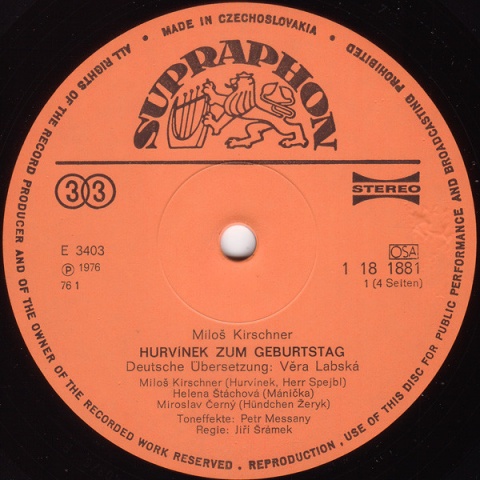 • MADE IN CZECHOSLOVAKIA •
ALL RIGHTS OF THE RECORD PRODUCER AND OF THE OWNER OF THE RECORDED WORK RESERVED . REPRODUCTION . USE OF THIS DISC FOR PUBLIC PERFORMANCE AND BROADCASTING PROHIBITED
SUPRAPHON
33
STEREO
E 3403
℗ 1976
76 1
OSA
1 18 1881
1 (4 Seiten)
Miloš Kirschner
HURVÍNEK ZUM GEBURTSTAG
Deutsche Übersetzung: Věra Labská
Miloš Kirschner (Hurvínek, Herr Spejbl)
Helena Štáchová (Mánička)
Miroslav Černý (Hündchen Žeryk)
Toneffekte: Petr Messany
Regie: Jiří Šrámek